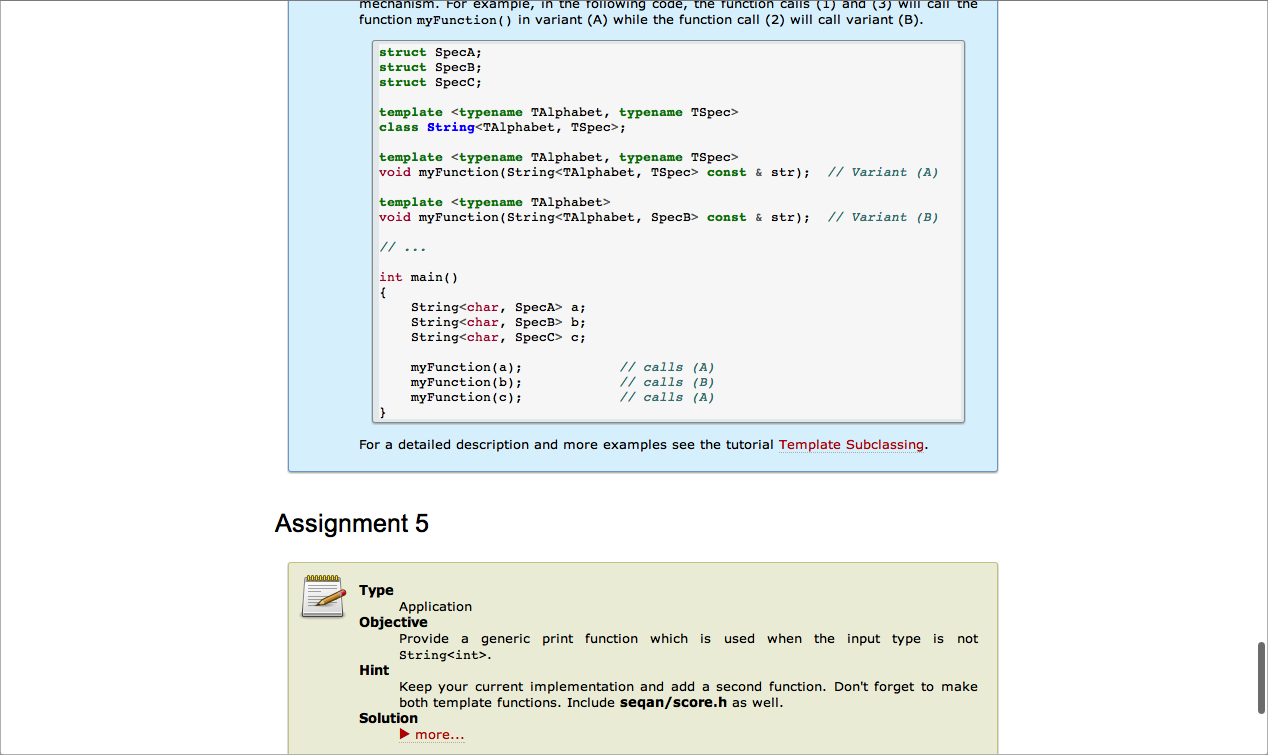 mechanism. For example, in the following code, the function calls (1) and (3) will call the
function myFunction() in variant (A) while the function call (2) will call variant (B).
struct SpecA;
struct SpecB;
struct SpecC;
template <typename TAlphabet, typename TSpec>
class String<TAlphabet, TSpec>;
template <typename TAlphabet, typename TSpec>
void myFunction(String<TAlphabet, TSpec> const & str);  // Variant (A)
template <typename TAlphabet>
void myFunction(String<TAlphabet, SpecB> const & str);  // Variant (B)
// ...
int main()
{
    String<char, SpecA> a;
    String<char, SpecB> b;
    String<char, SpecC> c;
    myFunction(a);            // calls (A)
    myFunction(b);            // calls (B)
    myFunction(c);            // calls (A)
}
For a detailed description and more examples see the tutorial Template Subclassing.
Assignment 5
Type
Application
Objective
Provide a generic print function which is used when the input type is not
String<int>.
Hint
Keep your current implementation and add a second function. Don't forget to make
both template functions. Include seqan/score.h as well.
Solution
more...